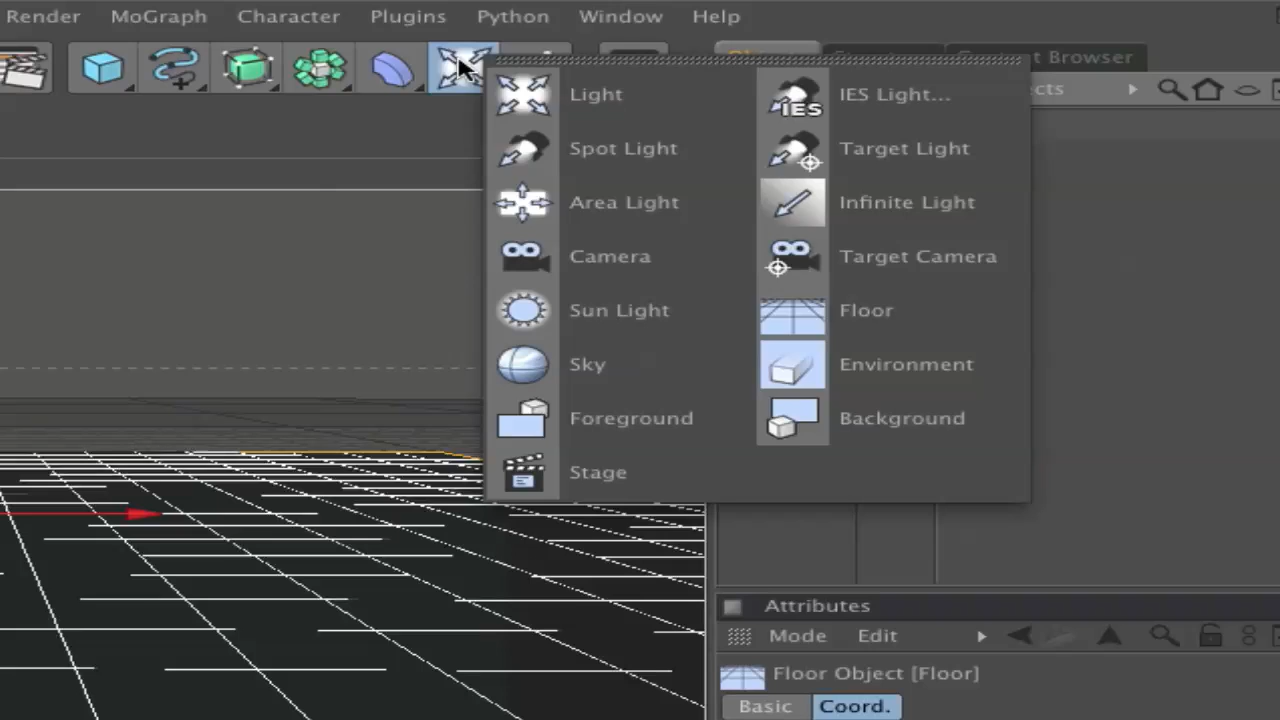 Render MoGraph Character Plugins Python Window Help
Browser
Light
Spot Light
Area Light
Camera
Sun Light
Sky
Foreground
Stage
IES Light...
IES
Target Light
Infinite Light
Target Camera
Floor
Environment
Background
Attributes
Mode Edit
Floor Object [Floor]
Basic Coord.